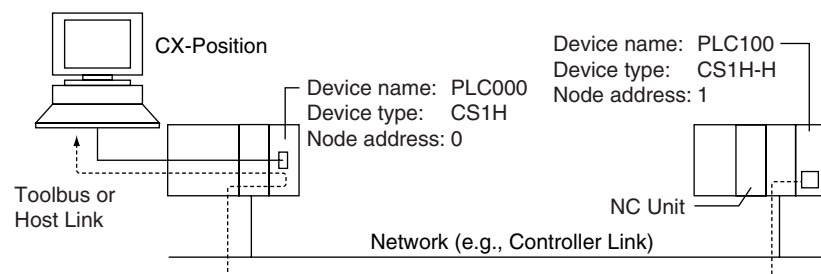 CX-Position
Device name: PLC000
Device type: CS1H
Node address: 0
Device name: PLC100
Device type: CS1H-H
Node address: 1
Toolbus or
Host Link
NC Unit
Network (e.g., Controller Link)